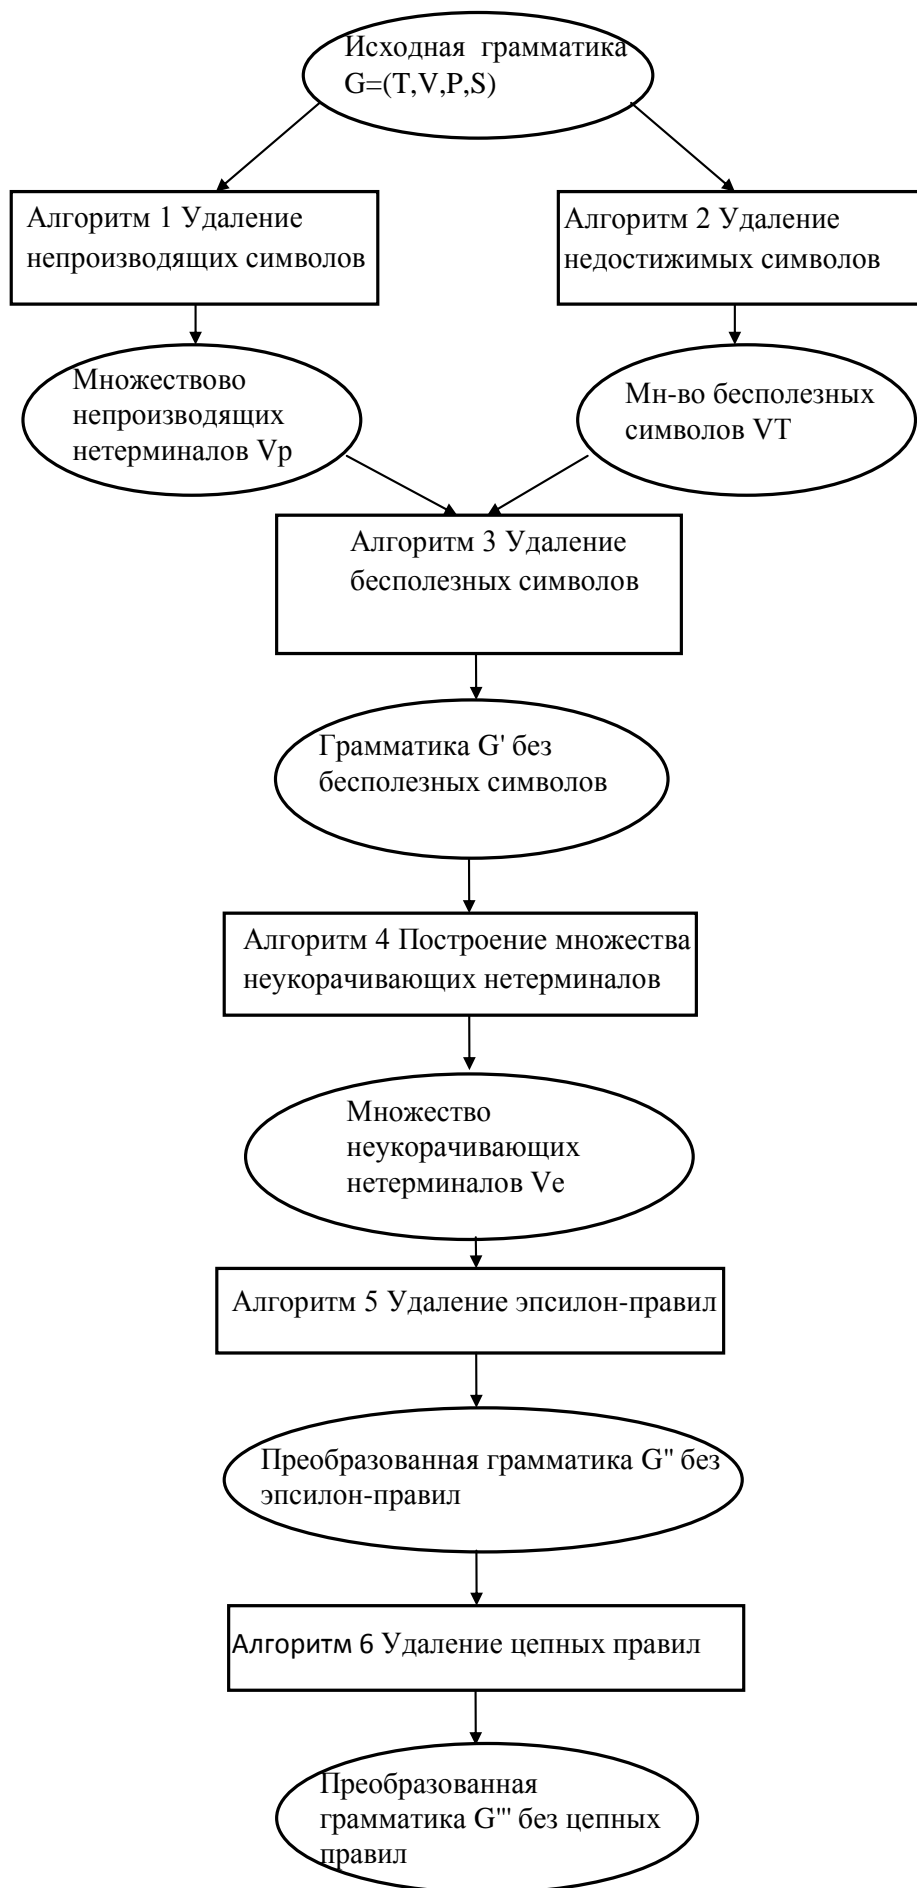 Исходная грамматика
G=(T,V,P,S)
Алгоритм 1 Удаление
непроизводящих символов
Алгоритм 2 Удаление
недостижимых символов
Множествово
непроизводящих
нетерминалов Vp
Мн-во бесполезных
символов VT
Алгоритм 3 Удаление
бесполезных символов
Грамматика G' без
бесполезных символов
Алгоритм 4 Построение множества
неукорачивающих нетерминалов
Множество
неукорачивающих
нетерминалов Ve
Алгоритм 5 Удаление эпсилон-правил
Преобразованная грамматика G'' без
эпсилон-правил
Алгоритм 6 Удаление цепных правил
Преобразованная
грамматика G''' без цепных
правил